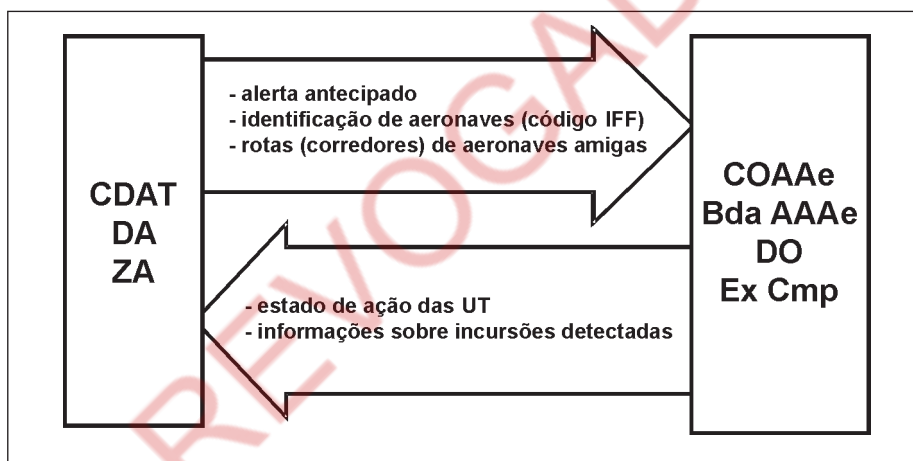 CDAT
DA
ZA
- alerta antecipado
- identificação de aeronaves (código IFF)
- rotas (corredores) de aeronaves amigas
- estado de ação das UT
- informações sobre incursões detectadas
COAAe
Bda AAAe
DO
Ex Cmp
REVOGAD